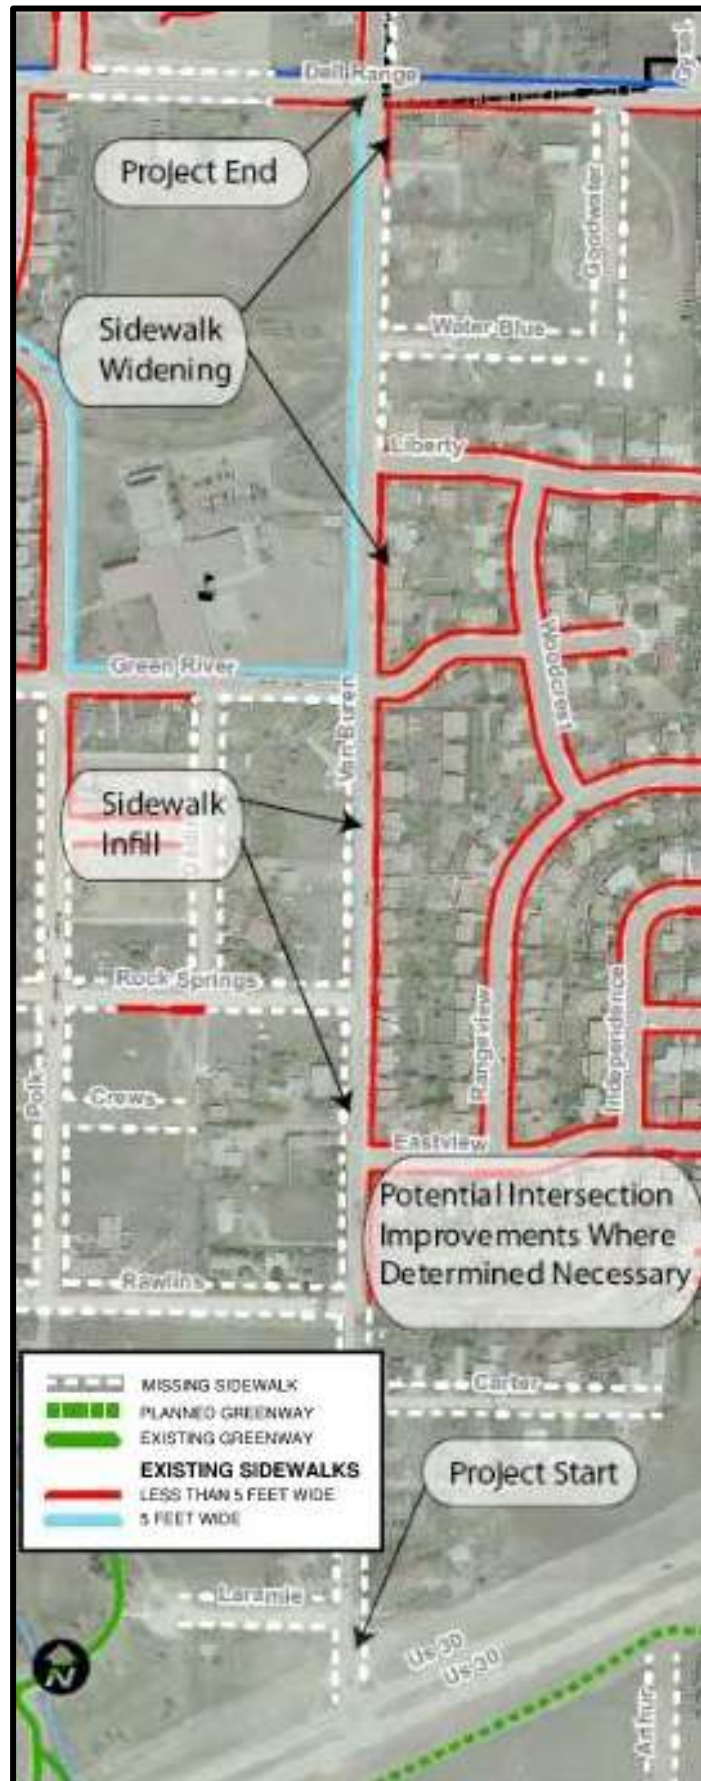 Dell Range
Gysel
Project End
Goodwater
Sidewalk
Widening
Water Blue
Liberty
Woodcrest
Green River
Van Buren
Sidewalk
Infill
Rock Springs
Rangeview
Independence
Polk
Crews
Eastview
Potential Intersection
Improvements Where
Determined Necessary
Rawlins
MISSING SIDEWALK
PLANNED GREENWAY
EXISTING GREENWAY
EXISTING SIDEWALKS
LESS THAN 5 FEET WIDE
5 FEET WIDE
Carter
Project Start
Laramie
US 30
US 30
N
Arthur